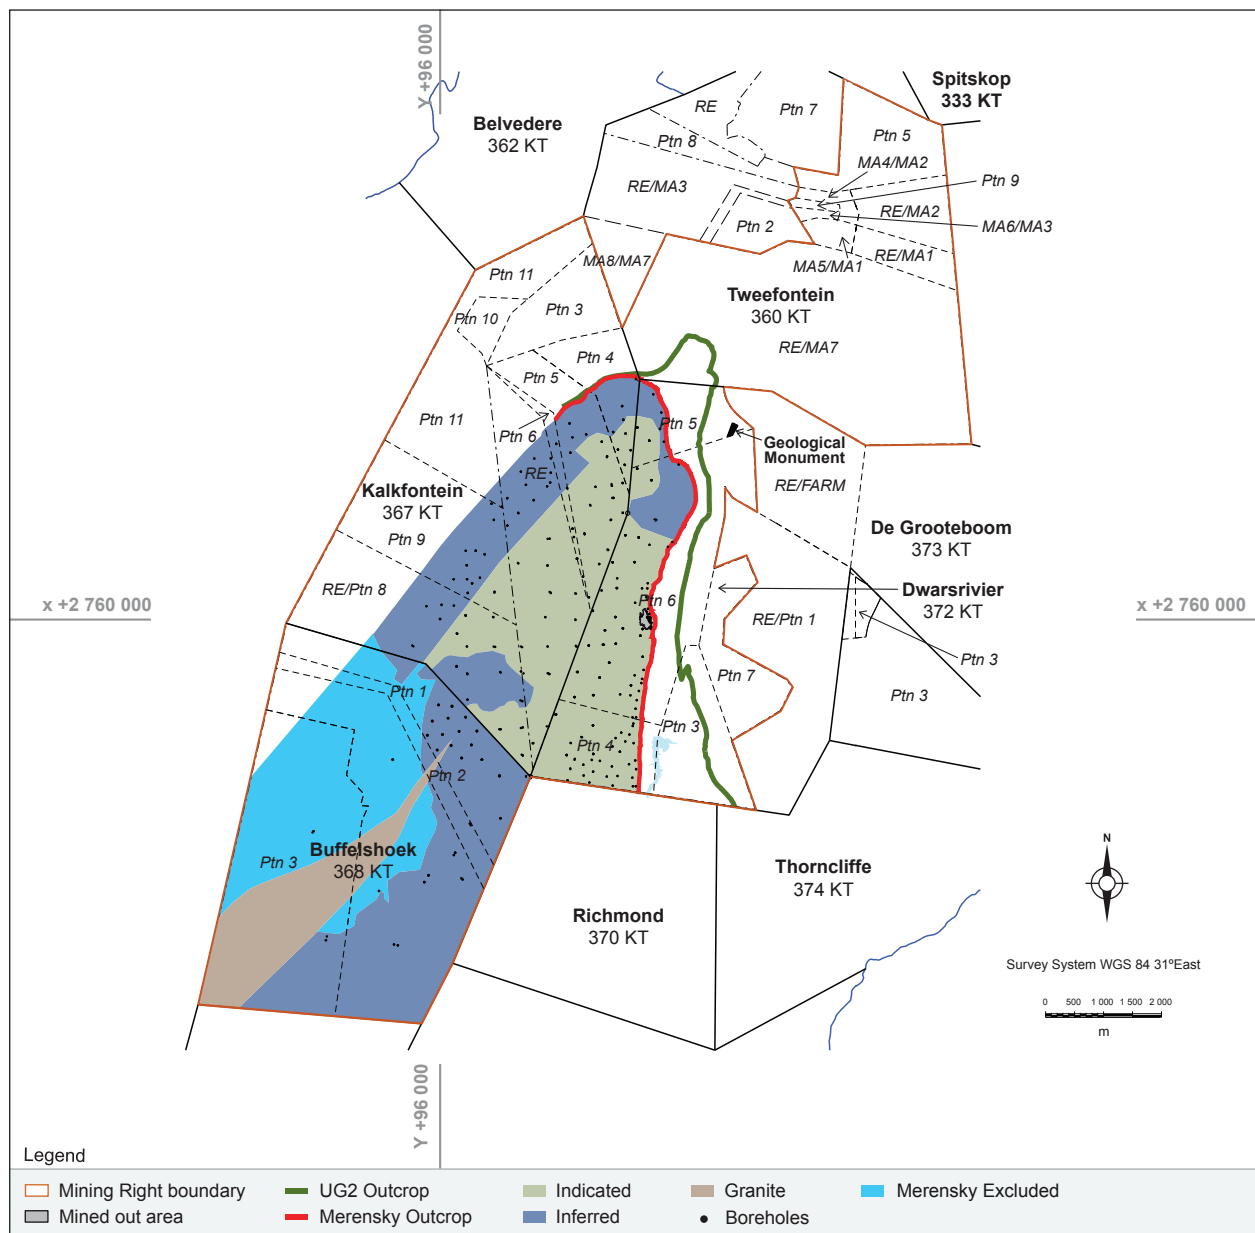 Y +96 000
Spitskop
333 KT
Belvedere
362 KT
RE
Ptn 7
Ptn 8
Ptn 5
MA4/MA2
Ptn 9
RE/MA3
RE/MA2
MA6/MA3
Ptn 2
RE/MA1
MA5/MA1
MA8/MA7
Ptn 11
Ptn 10
Ptn 3
Tweefontein
360 KT
RE/MA7
Ptn 4
Ptn 5
Ptn 11
Ptn 6
Ptn 5
Geological
Monument
RE
RE/FARM
Kalkfontein
367 KT
Ptn 9
De Grooteboom
373 KT
RE/Ptn 8
Dwarsrivier
372 KT
x +2 760 000
x +2 760 000
Ptn 6
RE/Ptn 1
Ptn 3
Ptn 7
Ptn 3
Ptn 1
Ptn 3
Ptn 4
Ptn 2
Buffelshoek
368 KT
Ptn 3
Thorncliffe
374 KT
Richmond
370 KT
N
Survey System WGS 84 31ºEast
0 500 1 000 1 500 2 000
m
Y +96 000
Legend
Mining Right boundary
UG2 Outcrop
Indicated
Granite
Merensky Excluded
Mined out area
Merensky Outcrop
Inferred
Boreholes